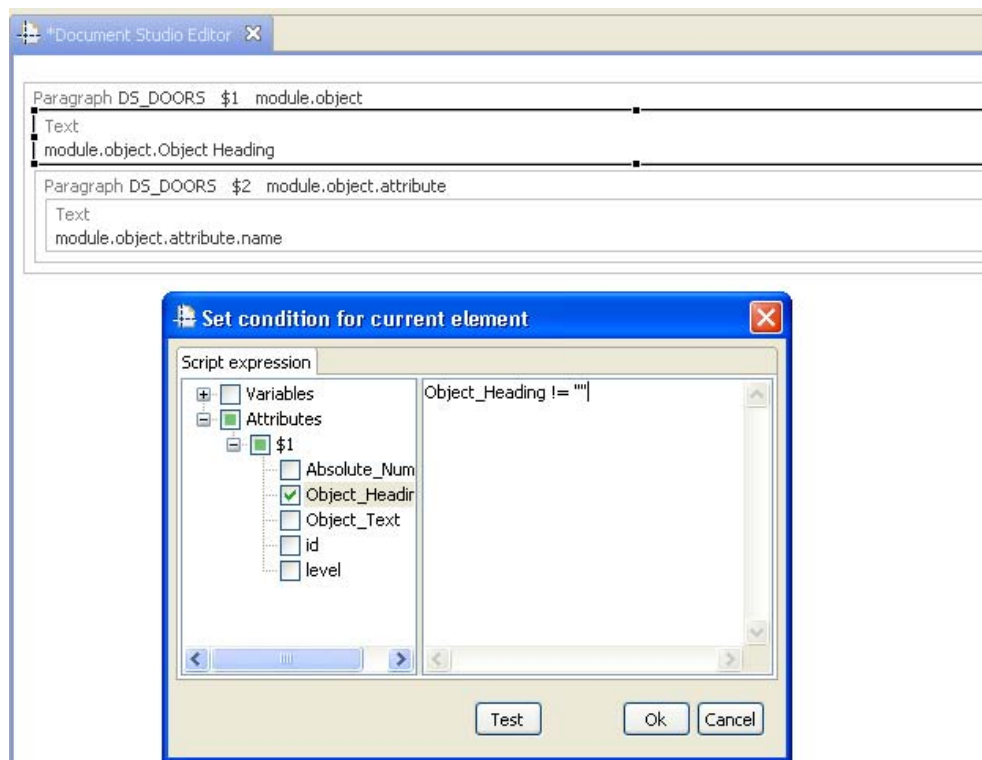 *Document Studio Editor
Paragraph DS_DOORS $1 module.object
Text
module.object.Object Heading
Paragraph DS_DOORS $2 module.object.attribute
Text
module.object.attribute.name
Set condition for current element
Script expression
Variables
Attributes
$1
Absolute_Num
Object_Headir
Object_Text
id
level
Object_Heading != ""
Test Ok Cancel